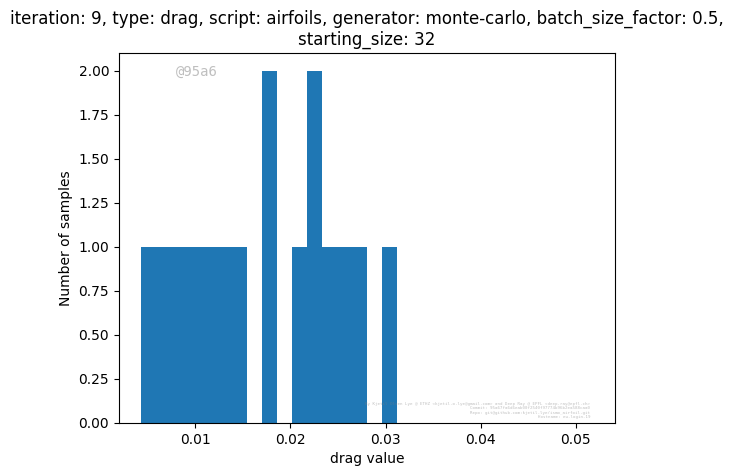 iteration: 9, type: drag, script: airfoils, generator: monte-carlo, batch_size_factor: 0.5,
starting_size: 32
@95a6
2.00
1.75
1.50
1.25
1.00
0.75
0.50
0.25
0.00
Number of samples
0.01 0.02 0.03 0.04 0.05
drag value